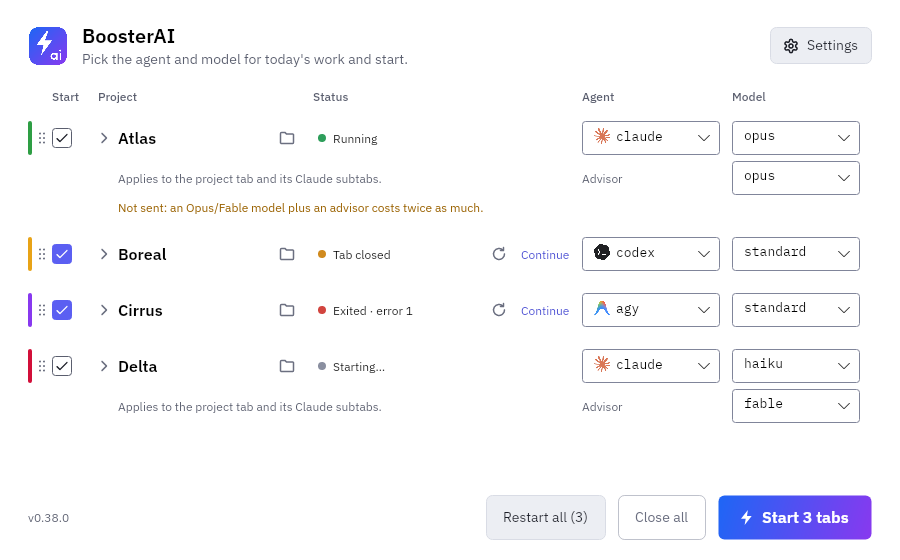 ai
BoosterAI
Pick the agent and model for today's work and start.
Settings
Start Project Status Agent Model
Atlas Running claude opus
Applies to the project tab and its Claude subtabs. Advisor opus
Not sent: an Opus/Fable model plus an advisor costs twice as much.
Boreal Tab closed Continue codex standard
Cirrus Exited · error 1 Continue agy standard
Delta Starting... claude haiku
Applies to the project tab and its Claude subtabs. Advisor fable
v0.38.0 Restart all (3) Close all Start 3 tabs